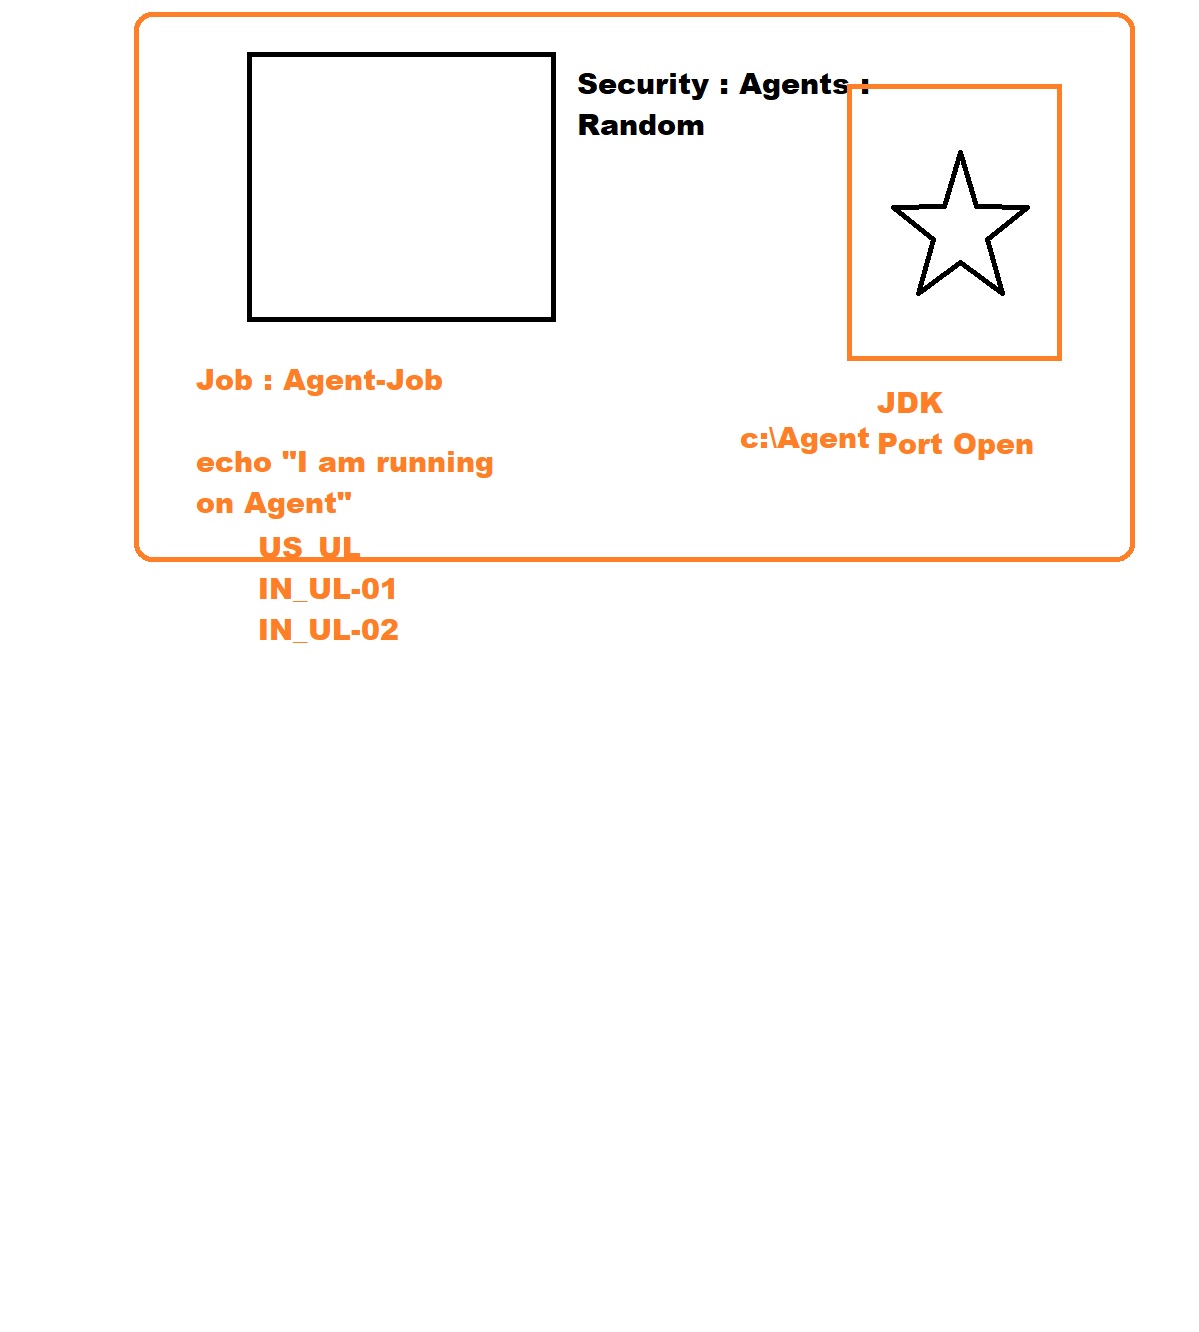 Security : Agents :
Random
Job : Agent-Job
echo "I am running
on Agent"
US_UL
IN_UL-01
IN_UL-02
JDK
c:\Agent
Port Open